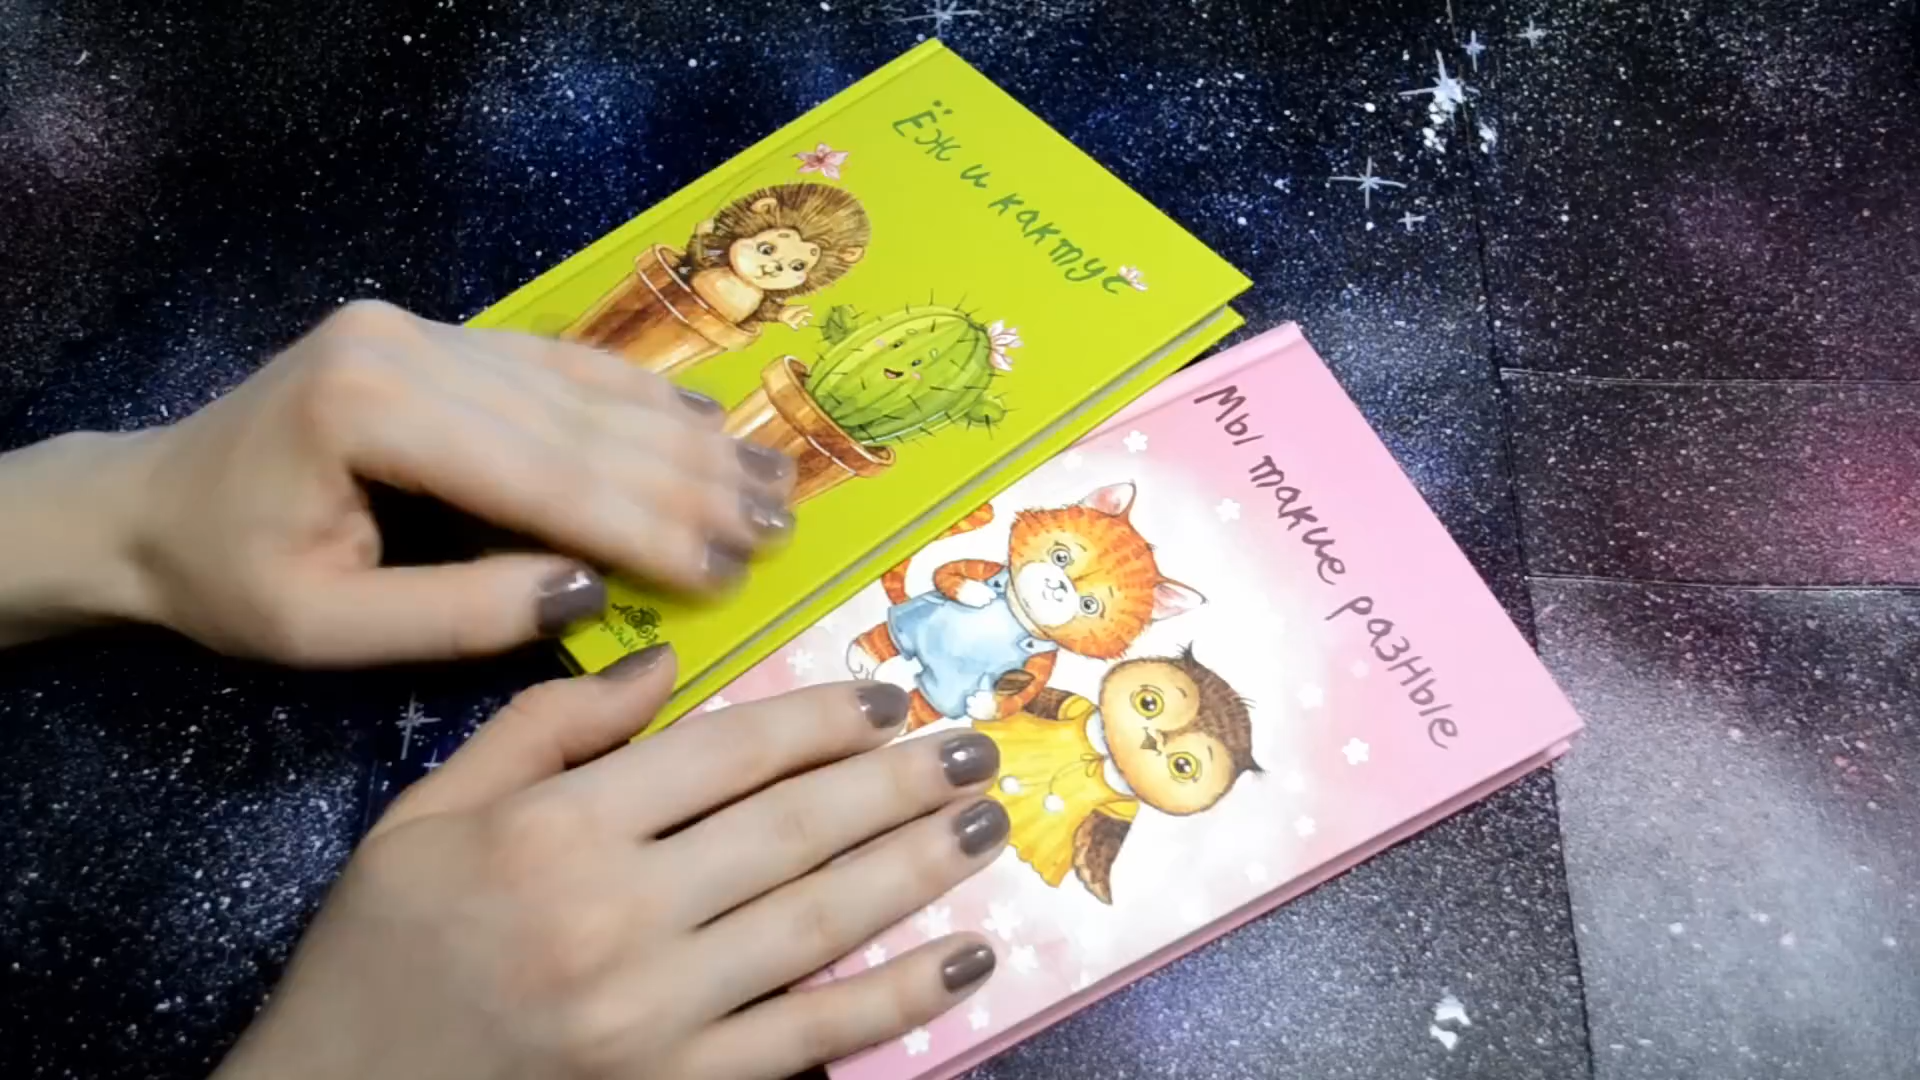 Ёж и кактус
Мы такие разные